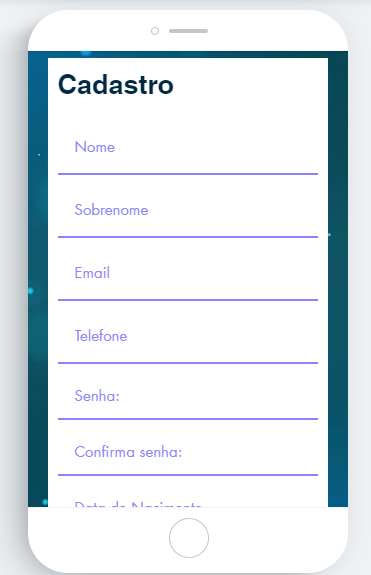 Cadastro
Nome
Sobrenome
Email
Telefone
Senha:
Confirma senha: